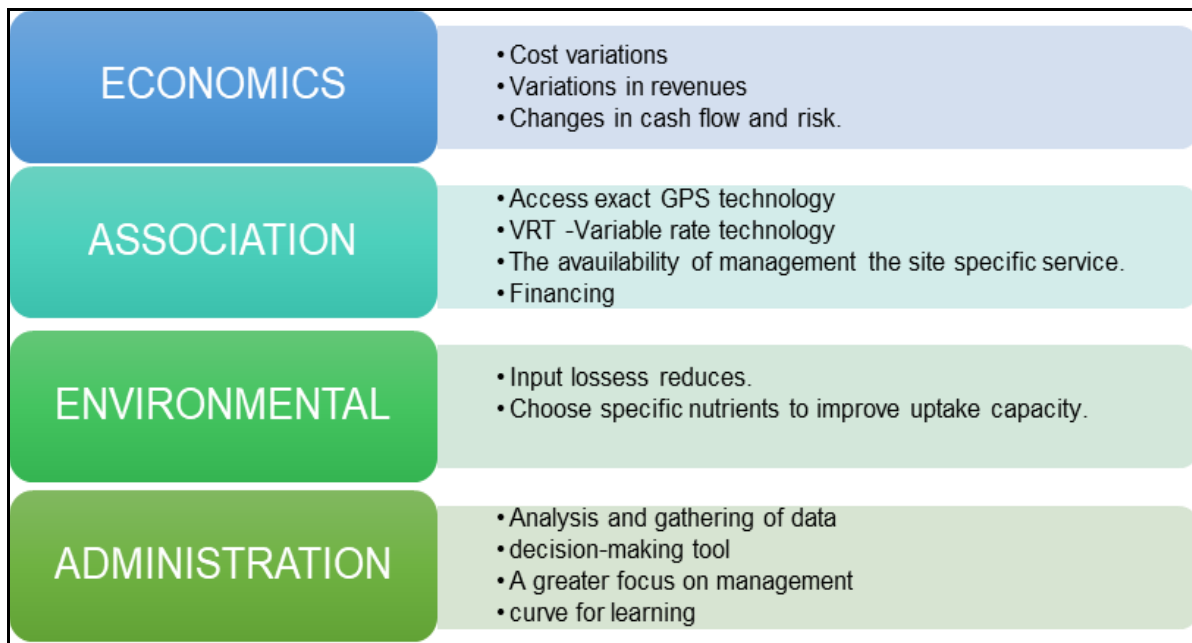 ECONOMICS
• Cost variations
• Variations in revenues
• Changes in cash flow and risk.
ASSOCIATION
• Access exact GPS technology
• VRT -Variable rate technology
• The avauilability of management the site specific service.
• Financing
ENVIRONMENTAL
• Input lossess reduces.
• Choose specific nutrients to improve uptake capacity.
ADMINISTRATION
• Analysis and gathering of data
• decision-making tool
• A greater focus on management
• curve for learning